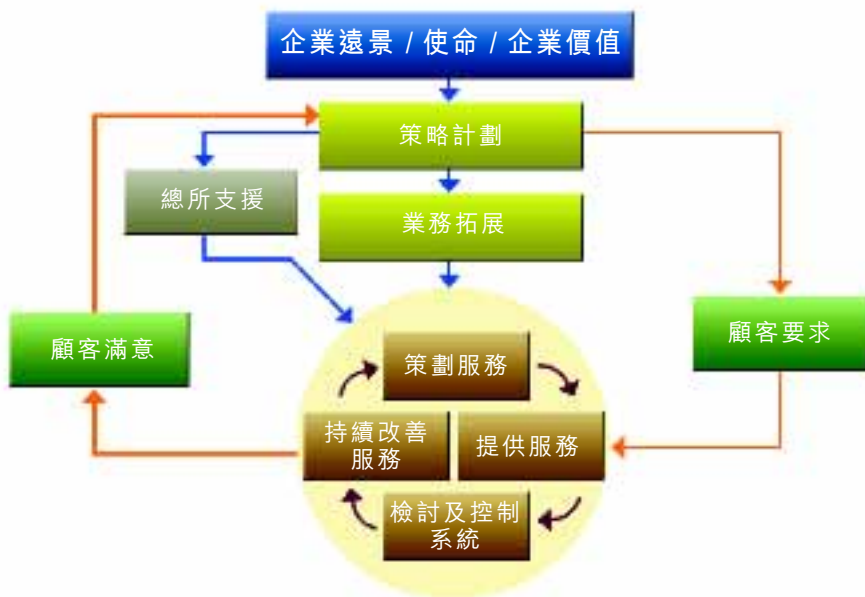 企業遠景 / 使命 / 企業價值
策略計劃
總所支援
業務拓展
顧客滿意
顧客要求
策劃服務
持續改善
服務
提供服務
檢討及控制
系統